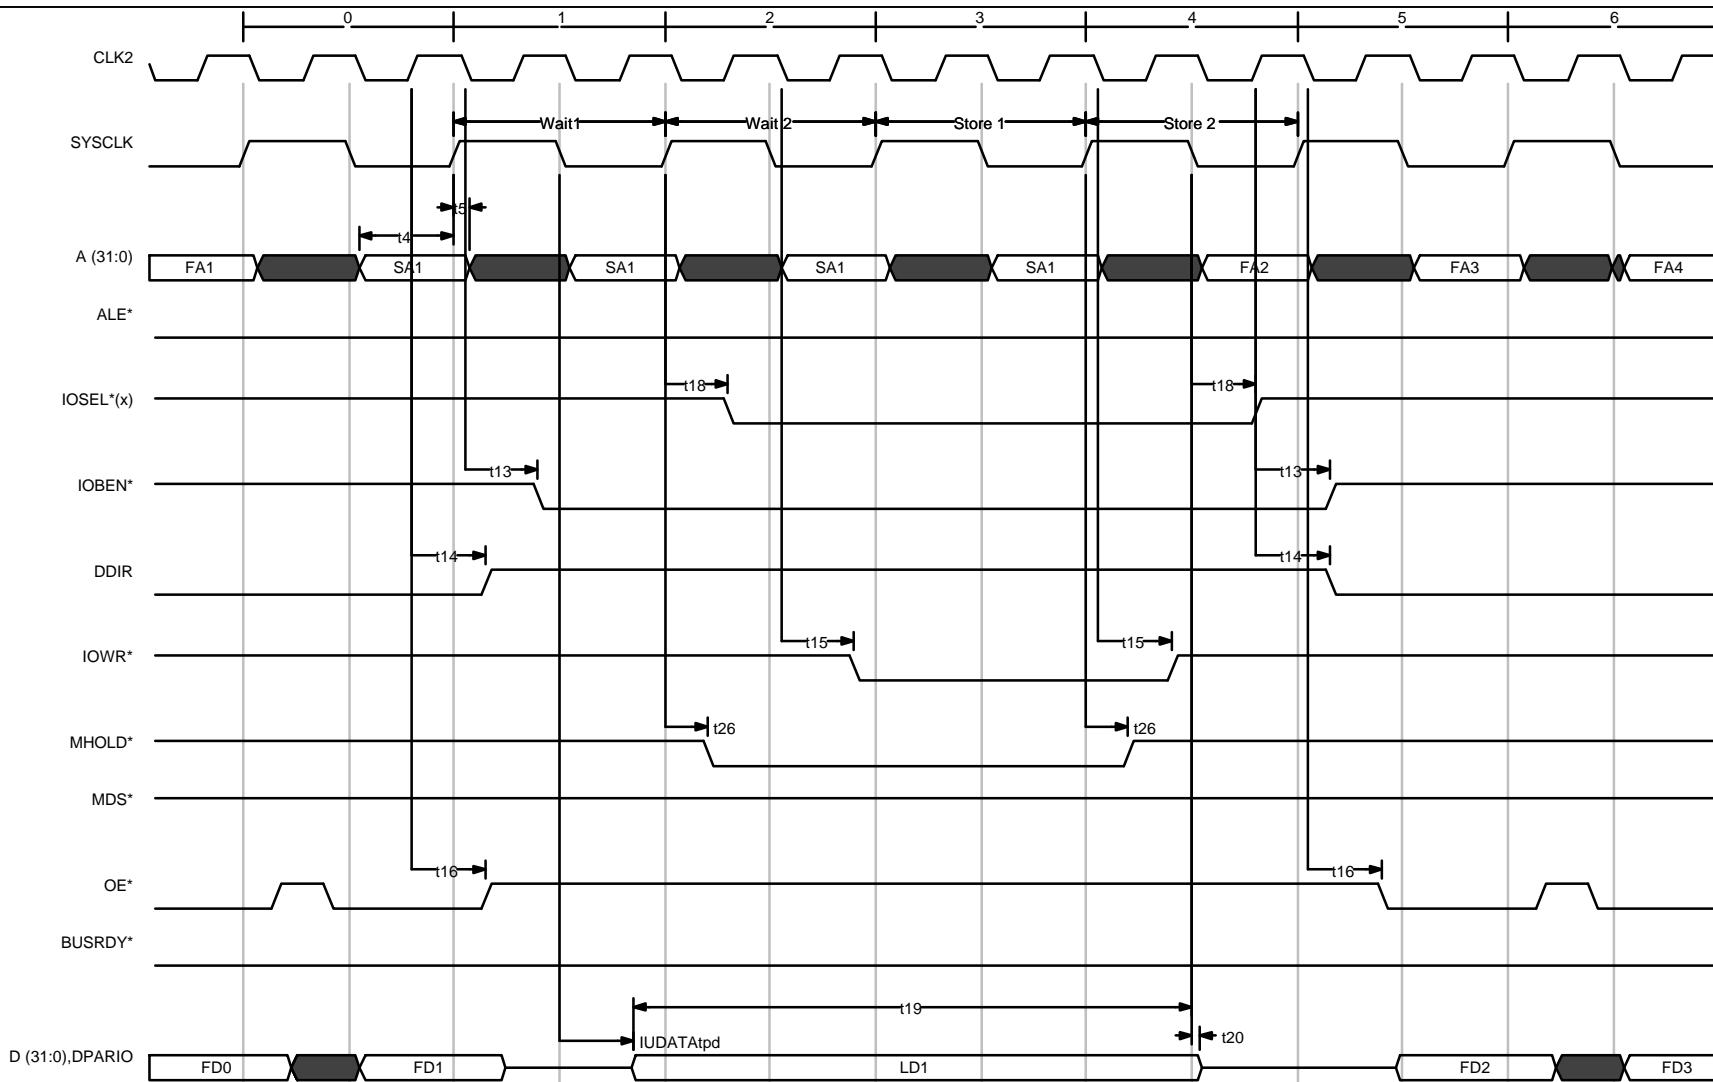 0 1 2 3 4 5 6
CLK2
Wait1 Wait 2 Store 1 Store 2
SYSCLK
t5
t4
A (31:0) FA1 SA1 SA1 SA1 SA1 FA2 FA3 FA4
ALE*
t18 t18
IOSEL*(x)
t13 t13
IOBEN*
t14 t14
DDIR
t15 t15
IOWR*
t26 t26
MHOLD*
MDS*
t16 t16
OE*
BUSRDY*
t19
IUDATAtpd t20
D (31:0),DPARIO FD0 FD1 LD1 FD2 FD3